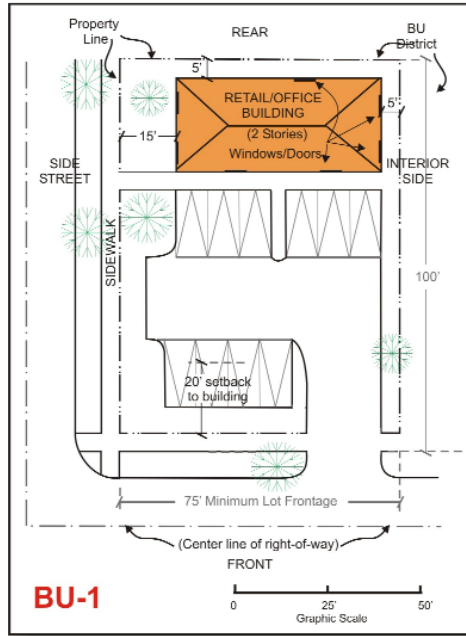 Property
Line
REAR
BU
District
5'
RETAIL/OFFICE
BUILDING
(2 Stories)
Windows/Doors
5'
15'
SIDE
STREET
INTERIOR
SIDE
SIDEWALK
100'
20' setback
to building
75' Minimum Lot Frontage
(Center line of right-of-way)
FRONT
BU-1
0 25' 50'
Graphic Scale